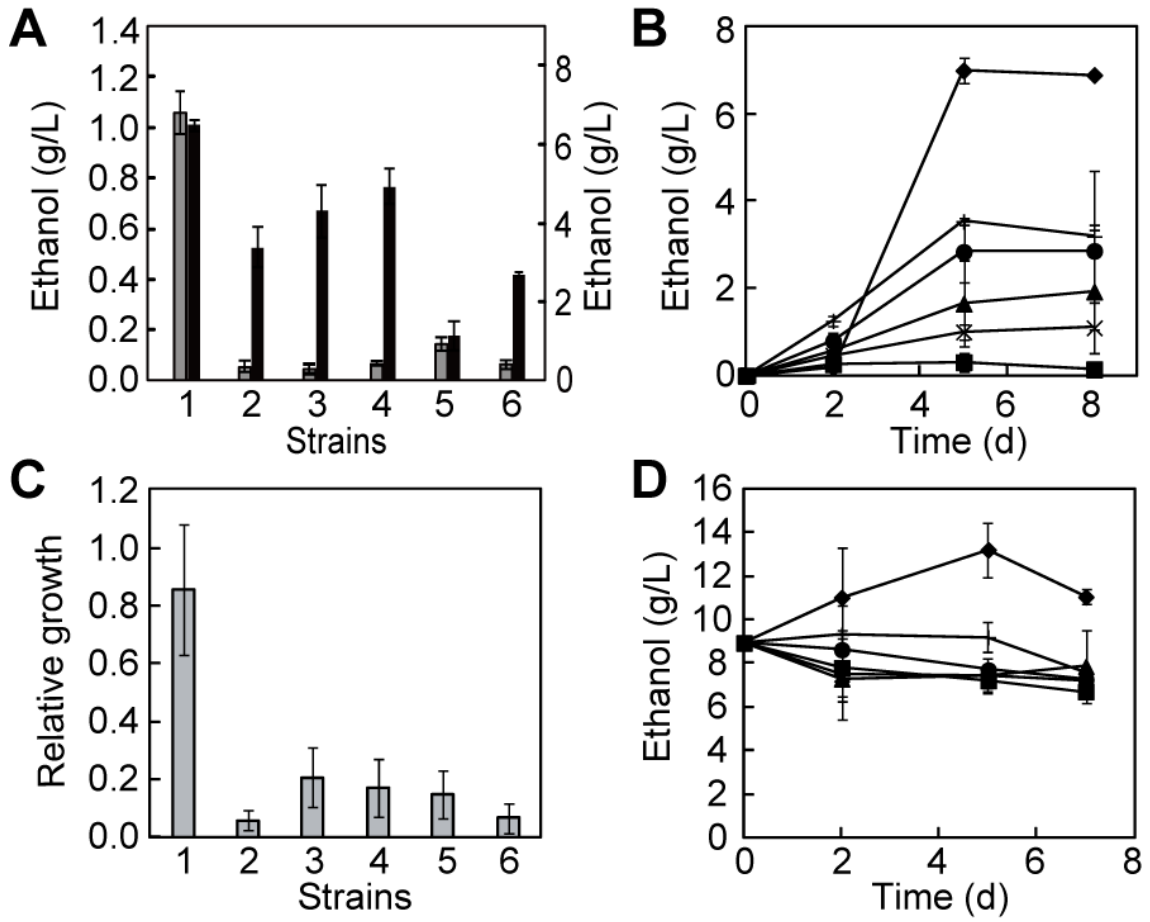 A
Ethanol (g/L)
1.4
1.2
1.0
0.8
0.6
0.4
0.2
0.0
8
6
4
2
0
Ethanol (g/L)
1 2 3 4 5 6
Strains
B
Ethanol (g/L)
8
6
4
2
0
0 2 4 6 8
Time (d)
C
Relative growth
1.2
1.0
0.8
0.6
0.4
0.2
0.0
1 2 3 4 5 6
Strains
D
Ethanol (g/L)
16
14
12
10
8
6
4
2
0
0 2 4 6 8
Time (d)